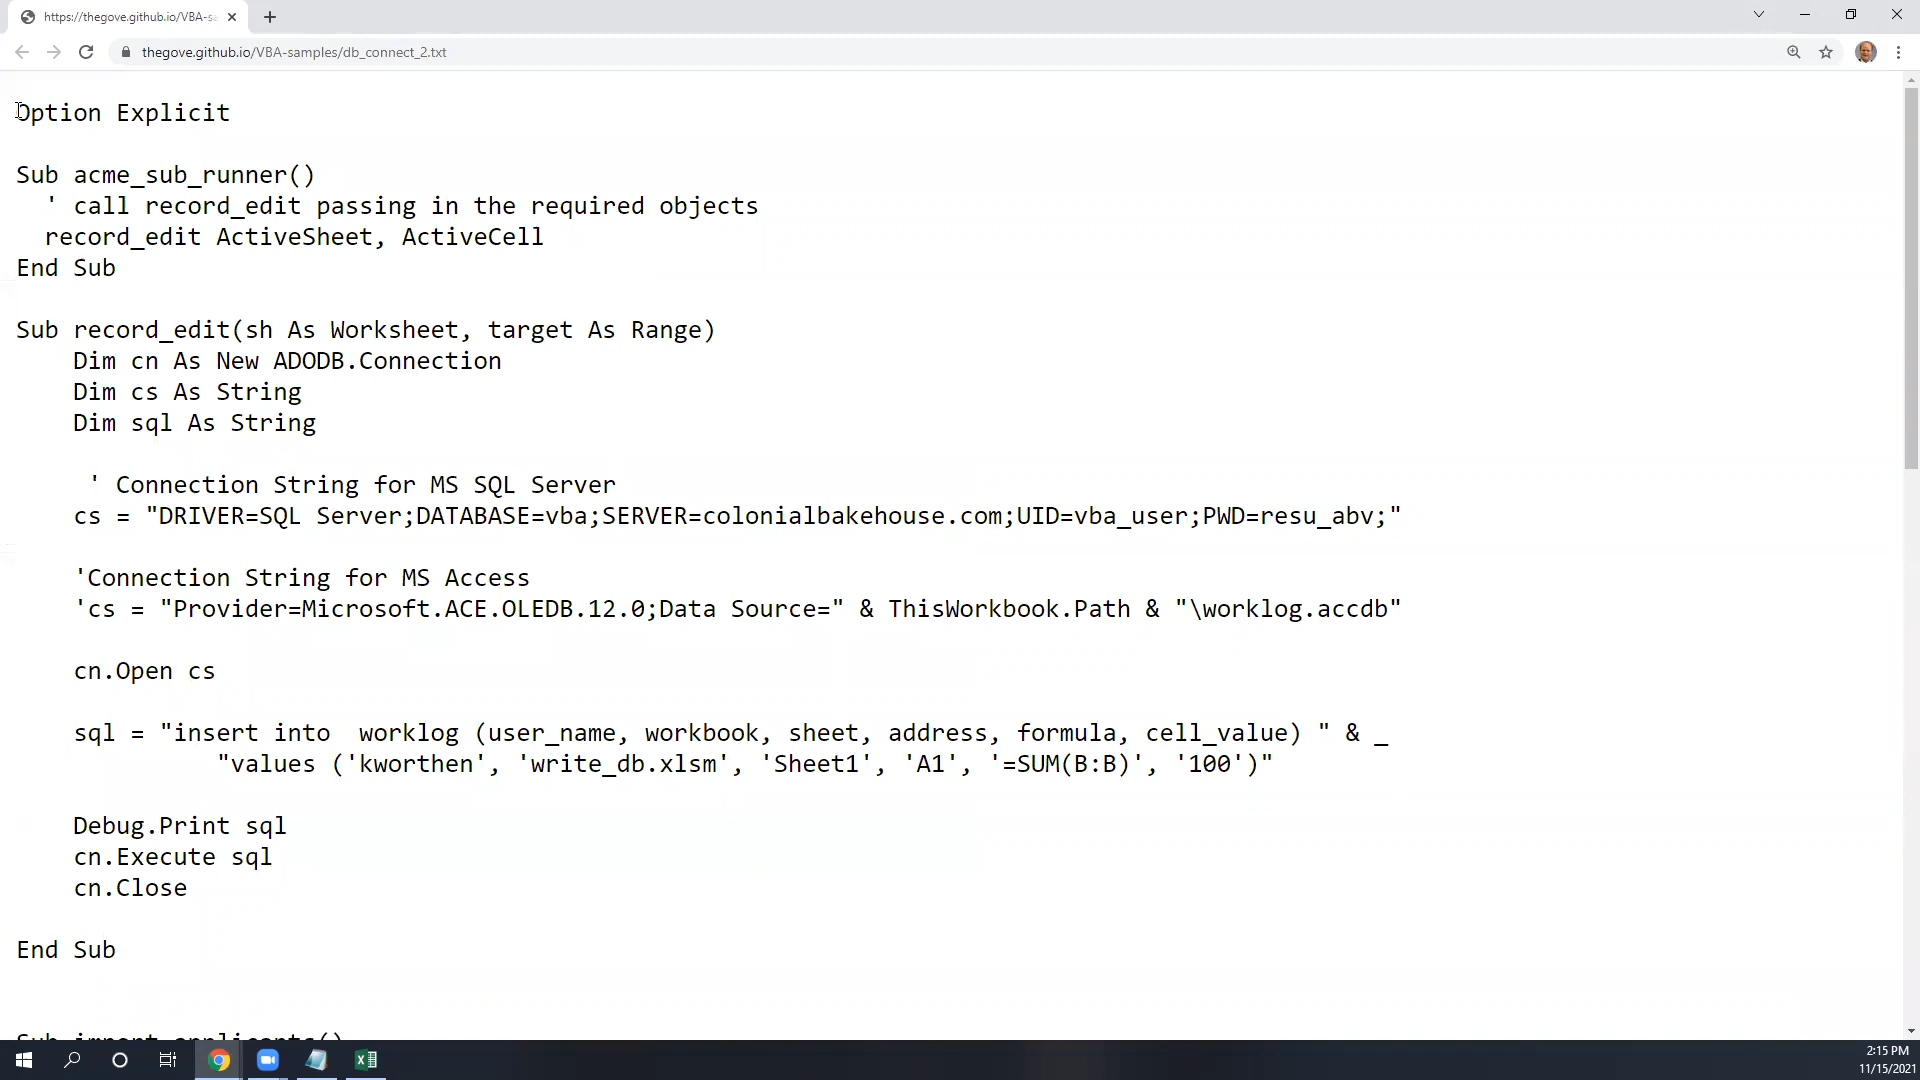 https://thegove.github.io/VBA-sa
thegove.github.io/VBA-samples/db_connect_2.txt
Option Explicit
Sub acme_sub_runner()
' call record_edit passing in the required objects
record_edit ActiveSheet, ActiveCell
End Sub
Sub record_edit(sh As Worksheet, target As Range)
Dim cn As New ADODB.Connection
Dim cs As String
Dim sql As String
' Connection String for MS SQL Server
cs = "DRIVER=SQL Server;DATABASE=vba;SERVER=colonialbakehouse.com;UID=vba_user;PWD=resu_abv;"
'Connection String for MS Access
'cs = "Provider=Microsoft.ACE.OLEDB.12.0;Data Source=" & ThisWorkbook.Path & "\worklog.accdb"
cn.Open cs
sql = "insert into  worklog (user_name, workbook, sheet, address, formula, cell_value) " & _
"values ('kworthen', 'write_db.xlsm', 'Sheet1', 'A1', '=SUM(B:B)', '100')"
Debug.Print sql
cn.Execute sql
cn.Close
End Sub
Sub import_applicants()
2:15 PM
11/15/2021